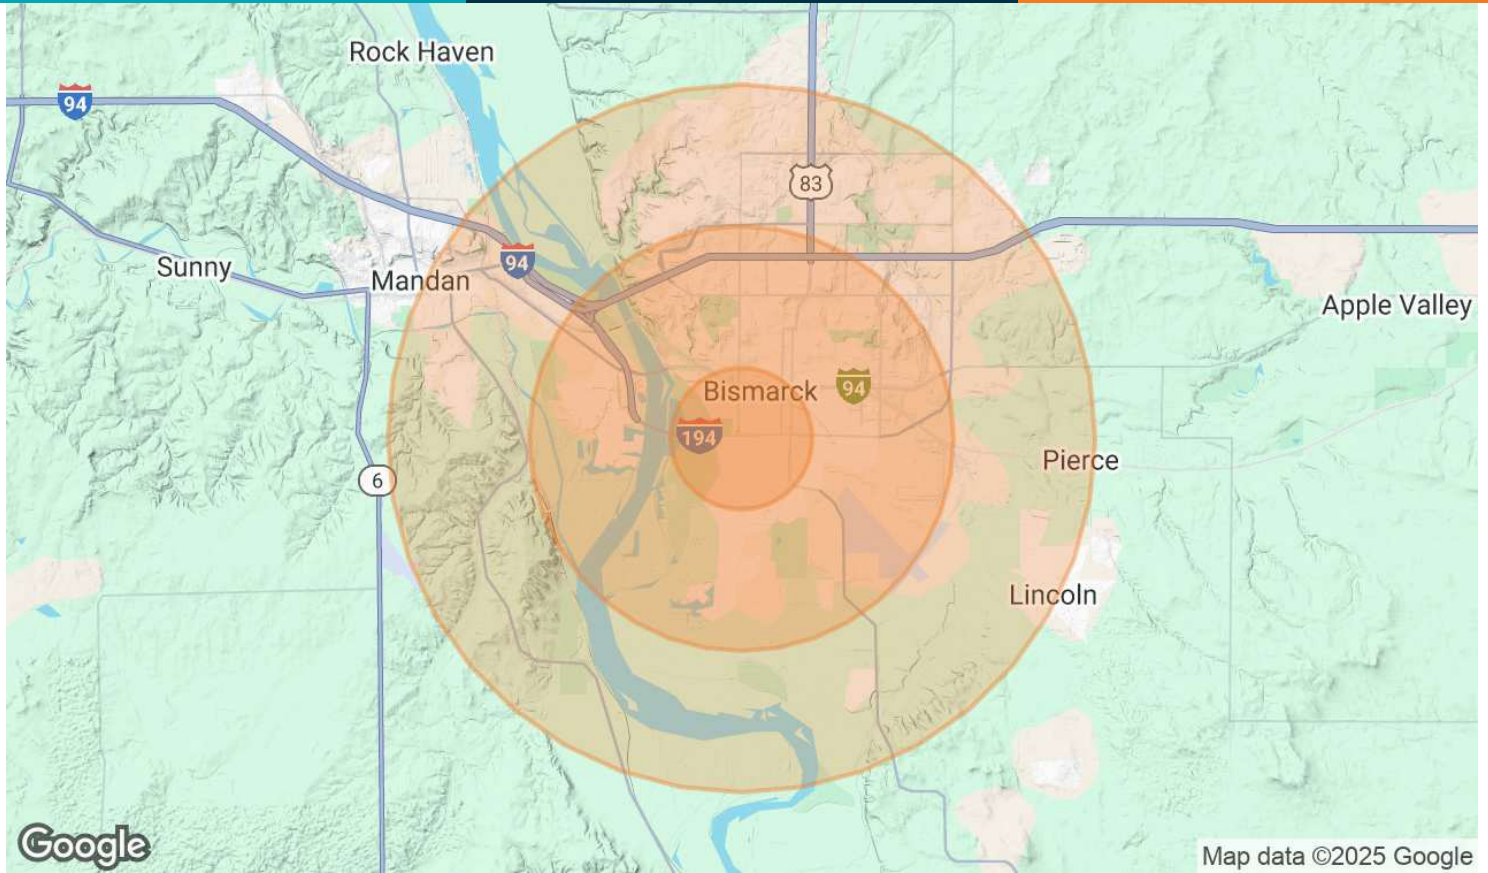 Rock Haven
94
83
Sunny
Mandan
94
Apple Valley
Bismarck
94
194
Pierce
6
Lincoln
Google
Map data ©2025 Google